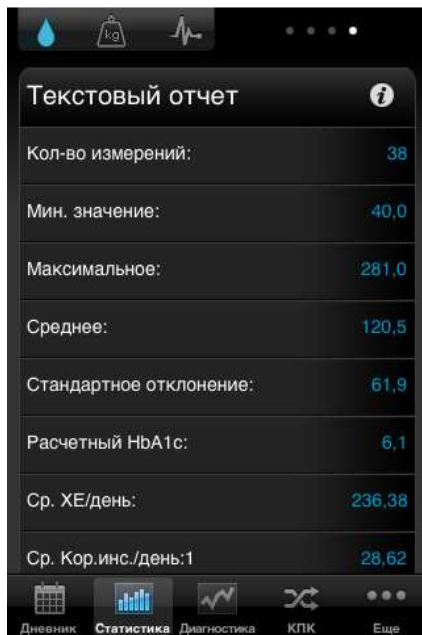 kg
Текстовый отчет
Кол-во измерений: 38
Мин. значение: 40,0
Максимальное: 281,0
Среднее: 120,5
Стандартное отклонение: 61,9
Расчетный HbA1c: 6,1
Ср. ХЕ/день: 236,38
Ср. Кор.инс./день:1 28,62
Дневник Статистика Диагностика КПК Еще